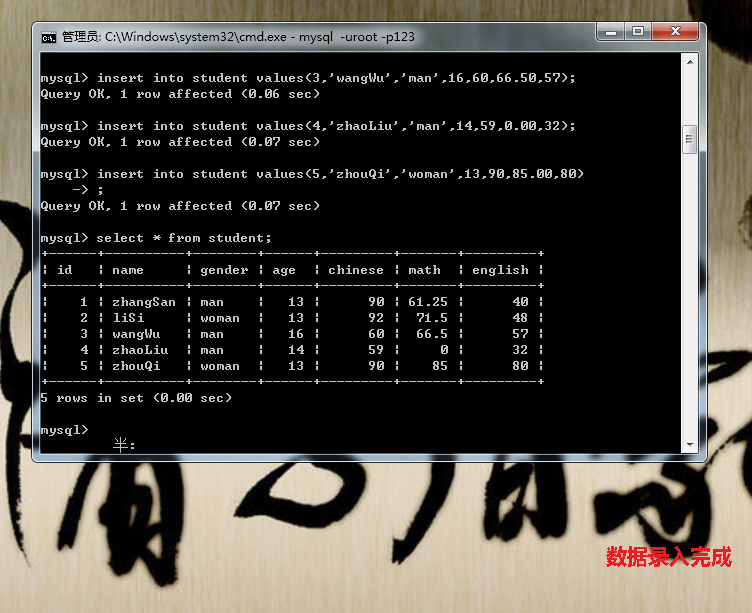 管理员: C:\Windows\system32\cmd.exe - mysql  -uroot -p123
mysql> insert into student values(3,'wangWu','man',16,60,66.50,57);
Query OK, 1 row affected (0.06 sec)
mysql> insert into student values(4,'zhaoLiu','man',14,59,0.00,32);
Query OK, 1 row affected (0.07 sec)
mysql> insert into student values(5,'zhouQi','woman',13,90,85.00,80)
    -> ;
Query OK, 1 row affected (0.07 sec)
mysql> select * from student;
+------+----------+--------+------+---------+-------+---------+
¦ id   ¦ name     ¦ gender ¦ age  ¦ chinese ¦ math  ¦ english ¦
+------+----------+--------+------+---------+-------+---------+
¦    1 ¦ zhangSan ¦ man    ¦   13 ¦      90 ¦ 61.25 ¦      40 ¦
¦    2 ¦ liSi     ¦ woman  ¦   13 ¦      92 ¦  71.5 ¦      48 ¦
¦    3 ¦ wangWu   ¦ man    ¦   16 ¦      60 ¦  66.5 ¦      57 ¦
¦    4 ¦ zhaoLiu  ¦ man    ¦   14 ¦      59 ¦     0 ¦      32 ¦
¦    5 ¦ zhouQi   ¦ woman  ¦   13 ¦      90 ¦    85 ¦      80 ¦
+------+----------+--------+------+---------+-------+---------+
5 rows in set (0.00 sec)
mysql>
半:
数据录入完成